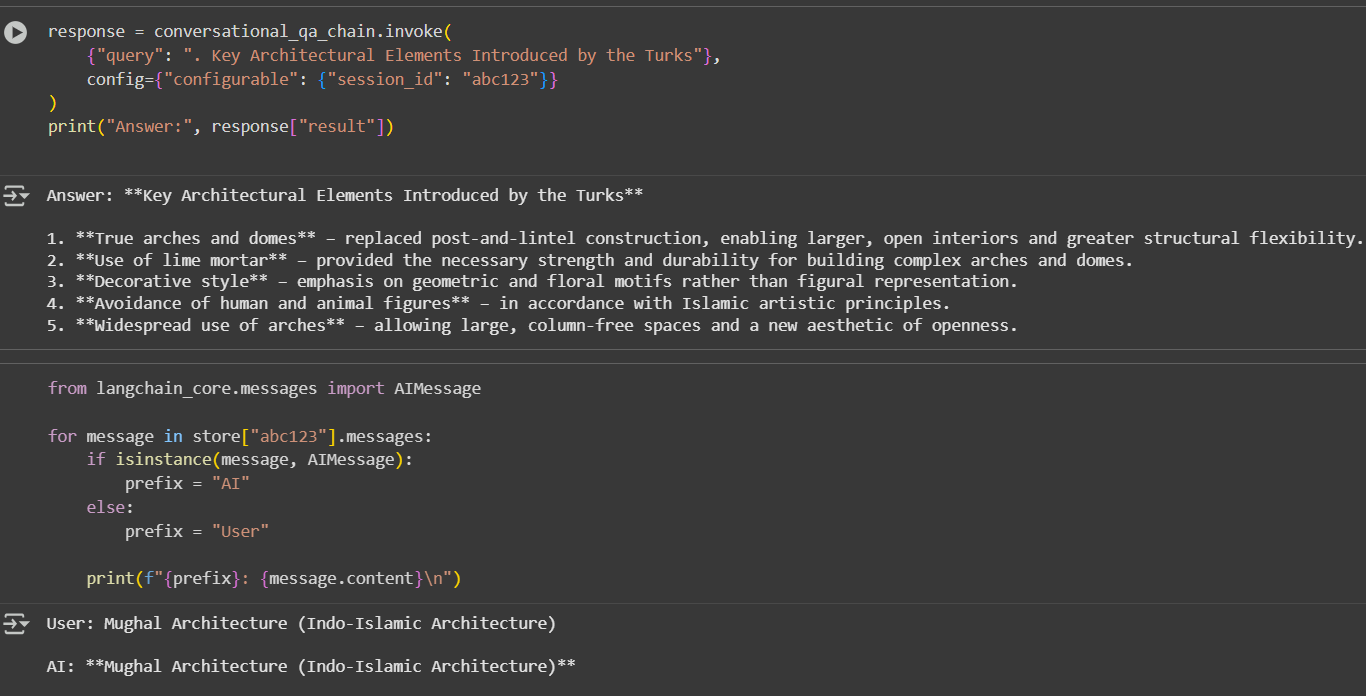 response = conversational_qa_chain.invoke(
    {"query": ". Key Architectural Elements Introduced by the Turks"},
    config={"configurable": {"session_id": "abc123"}}
)
print("Answer:", response["result"])
Answer: **Key Architectural Elements Introduced by the Turks**
1. **True arches and domes** – replaced post-and-lintel construction, enabling larger, open interiors and greater structural flexibility.
2. **Use of lime mortar** – provided the necessary strength and durability for building complex arches and domes.
3. **Decorative style** – emphasis on geometric and floral motifs rather than figural representation.
4. **Avoidance of human and animal figures** – in accordance with Islamic artistic principles.
5. **Widespread use of arches** – allowing large, column-free spaces and a new aesthetic of openness.
from langchain_core.messages import AIMessage
for message in store["abc123"].messages:
    if isinstance(message, AIMessage):
        prefix = "AI"
    else:
        prefix = "User"
    print(f"{prefix}: {message.content}\n")
User: Mughal Architecture (Indo-Islamic Architecture)
AI: **Mughal Architecture (Indo-Islamic Architecture)**